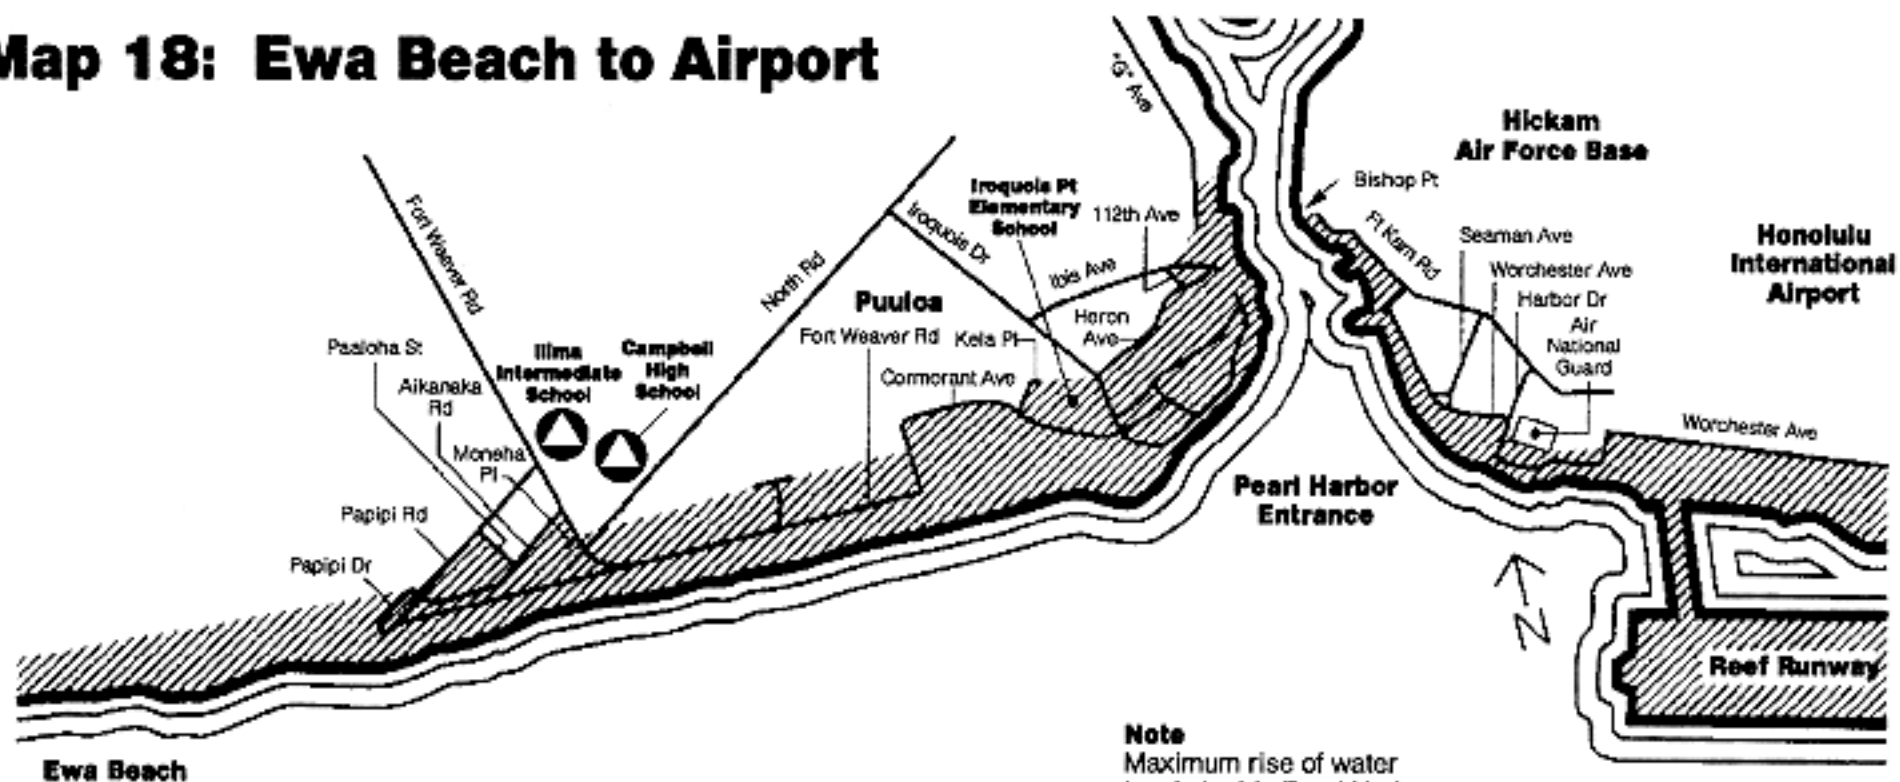 Map 18: Ewa Beach to Airport
"G" Ave
Hickam
Air Force Base
Bishop Pt
Ft Kam Rd
Seaman Ave
Worchester Ave
Harbor Dr
Air
National
Guard
Honolulu
International
Airport
Worchester Ave
Iroquois Pt
Elementary
School
112th Ave
Iroquois Dr
Ibis Ave
Fort Weaver Rd
North Rd
Puuloa
Fort Weaver Rd
Kela Pl
Heron
Ave
Cormorant Ave
Paaloha St
Ilima
Intermediate
School
Campbell
High
School
Aikanaka
Rd
Moneha
Pl
Papipi Rd
Papipi Dr
Pearl Harbor
Entrance
N
Reef Runway
Note
Maximum rise of water
Ewa Beach